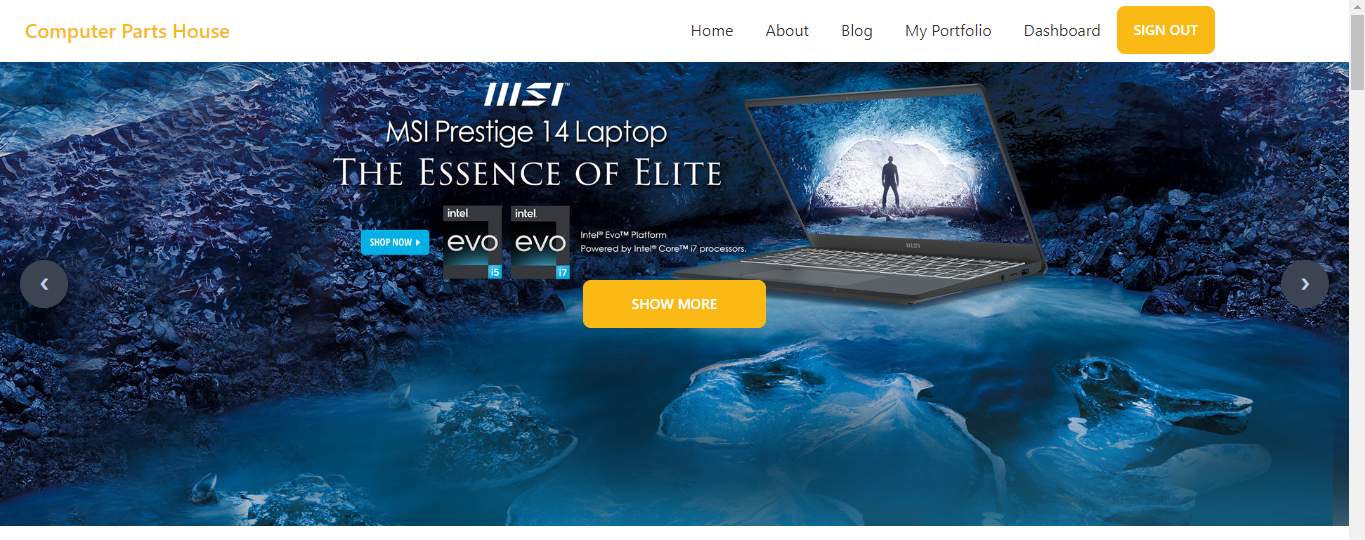 Computer Parts House
Home
About
Blog
My Portfolio
Dashboard
SIGN OUT
msi
MSI Prestige 14 Laptop
THE ESSENCE OF ELITE
SHOP NOW
intel.
evo
i5
intel.
evo
i7
Intel® Evo™ Platform
Powered by Intel® Core™ i7 processors.
msi
SHOW MORE